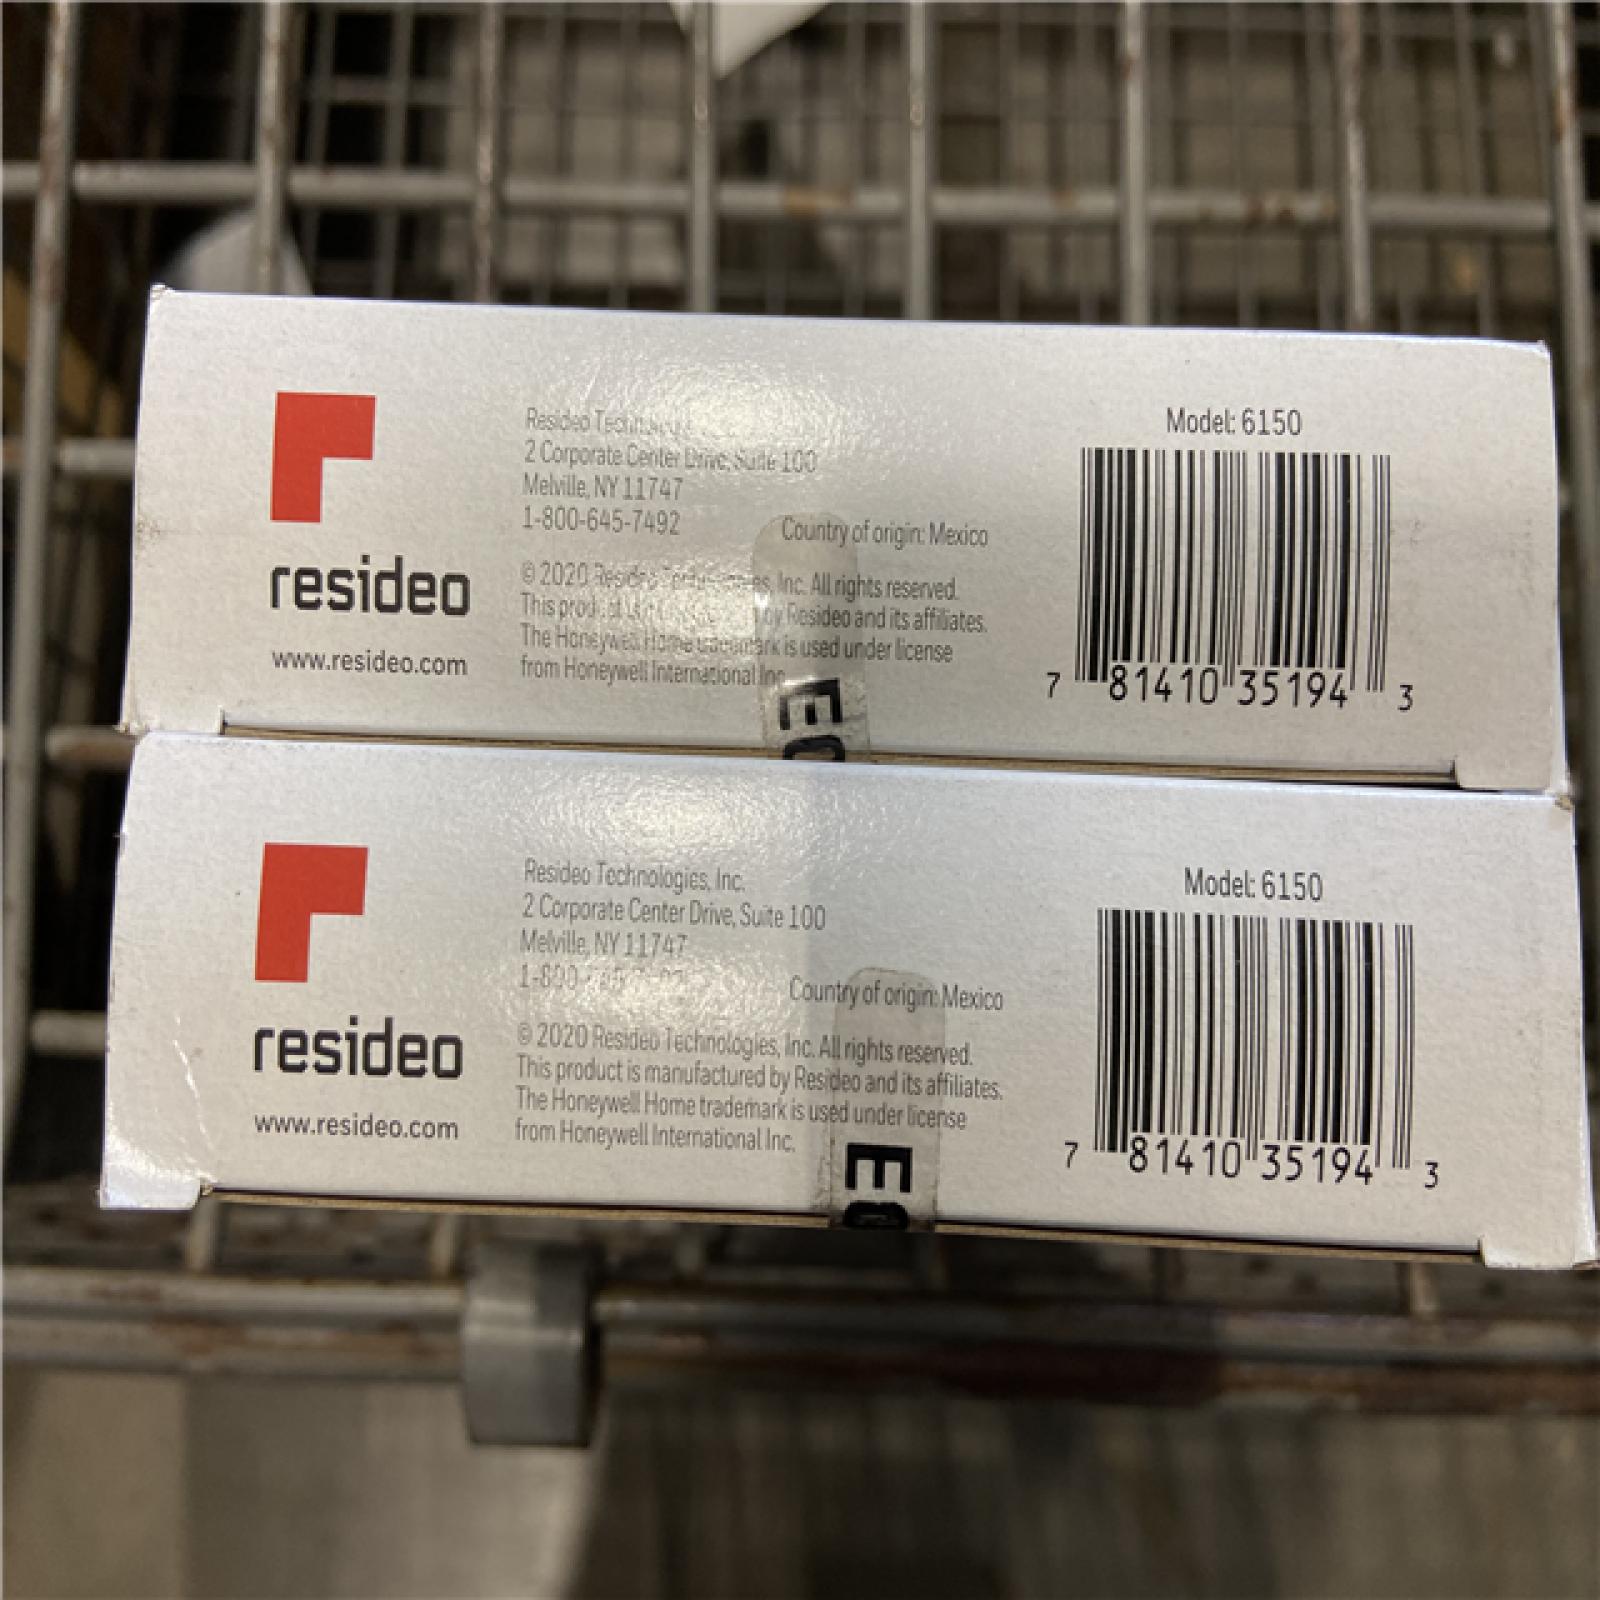 resideo
www.resideo.com
Resideo
2 Corporate Center Drive, Suite 100
Melville, NY 11747
1-800-645-7492
Country of origin: Mexico
© 2020 Resideo Technologies, Inc. All rights reserved.
This product by Resideo and its affiliates.
The Honeywell Home trademark is used under license
from Honeywell International Inc.
Model: 6150
7 81410 35194 3
E
resideo
www.resideo.com
Resideo Technologies, Inc.
2 Corporate Center Drive, Suite 100
Melville, NY 11747
Country of origin: Mexico
© 2020 Resideo Technologies, Inc. All rights reserved.
This product is manufactured by Resideo and its affiliates.
The Honeywell Home trademark is used under license
from Honeywell International Inc.
Model: 6150
7 81410 35194 3
E